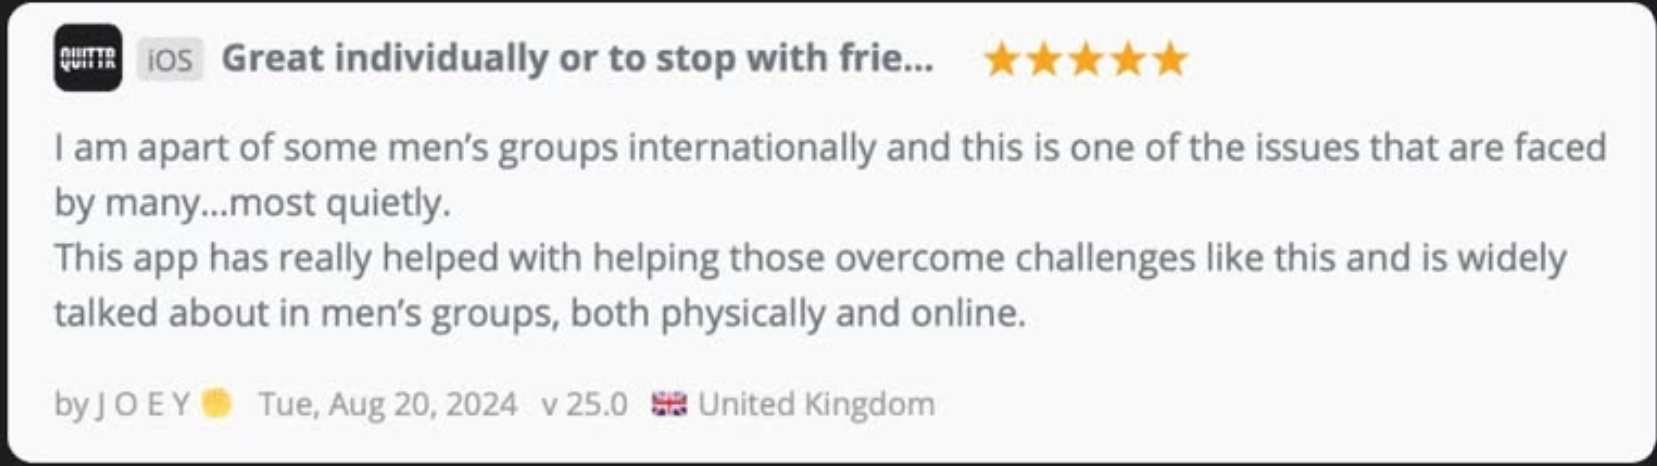 QUITTR iOS Great individually or to stop with frie...
I am apart of some men’s groups internationally and this is one of the issues that are faced
by many...most quietly.
This app has really helped with helping those overcome challenges like this and is widely
talked about in men’s groups, both physically and online.
by J O E Y Tue, Aug 20, 2024 v 25.0 United Kingdom